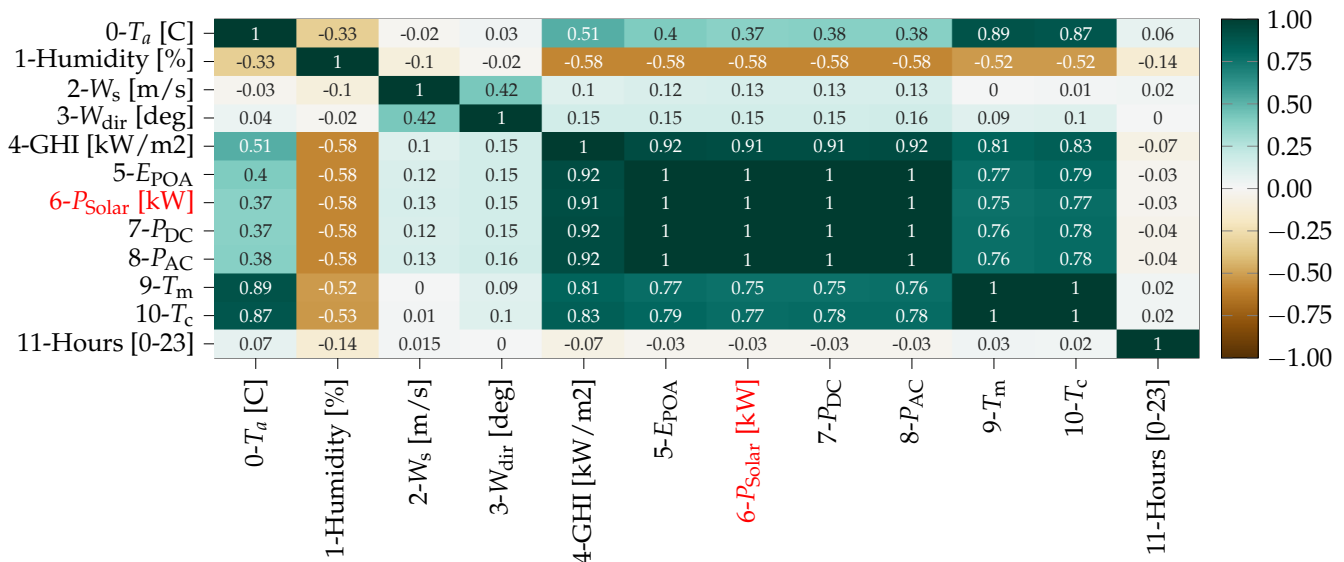 0-Ta [C] 1 -0.33 -0.02 0.03 0.51 0.4 0.37 0.38 0.38 0.89 0.87 0.06
1-Humidity [%] -0.33 1 -0.1 -0.02 -0.58 -0.58 -0.58 -0.58 -0.58 -0.52 -0.52 -0.14
2-Ws [m/s] -0.03 -0.1 1 0.42 0.1 0.12 0.13 0.13 0.13 0 0.01 0.02
3-Wdir [deg] 0.04 -0.02 0.42 1 0.15 0.15 0.15 0.15 0.16 0.09 0.1 0
4-GHI [kW/m2] 0.51 -0.58 0.1 0.15 1 0.92 0.91 0.91 0.92 0.81 0.83 -0.07
5-EPOA 0.4 -0.58 0.12 0.15 0.92 1 1 1 1 0.77 0.79 -0.03
6-PSolar [kW] 0.37 -0.58 0.13 0.15 0.91 1 1 1 1 0.75 0.77 -0.03
7-PDC 0.37 -0.58 0.12 0.15 0.92 1 1 1 1 0.76 0.78 -0.04
8-PAC 0.38 -0.58 0.13 0.16 0.92 1 1 1 1 0.76 0.78 -0.04
9-Tm 0.89 -0.52 0 0.09 0.81 0.77 0.75 0.75 0.76 1 1 0.02
10-Tc 0.87 -0.53 0.01 0.1 0.83 0.79 0.77 0.78 0.78 1 1 0.02
11-Hours [0-23] 0.07 -0.14 0.015 0 -0.07 -0.03 -0.03 -0.03 -0.03 0.03 0.02 1
0-Ta [C]
1-Humidity [%]
2-Ws [m/s]
3-Wdir [deg]
4-GHI [kW/m2]
5-EPOA
6-PSolar [kW]
7-PDC
8-PAC
9-Tm
10-Tc
11-Hours [0-23]
1.00
0.75
0.50
0.25
0.00
−0.25
−0.50
−0.75
−1.00